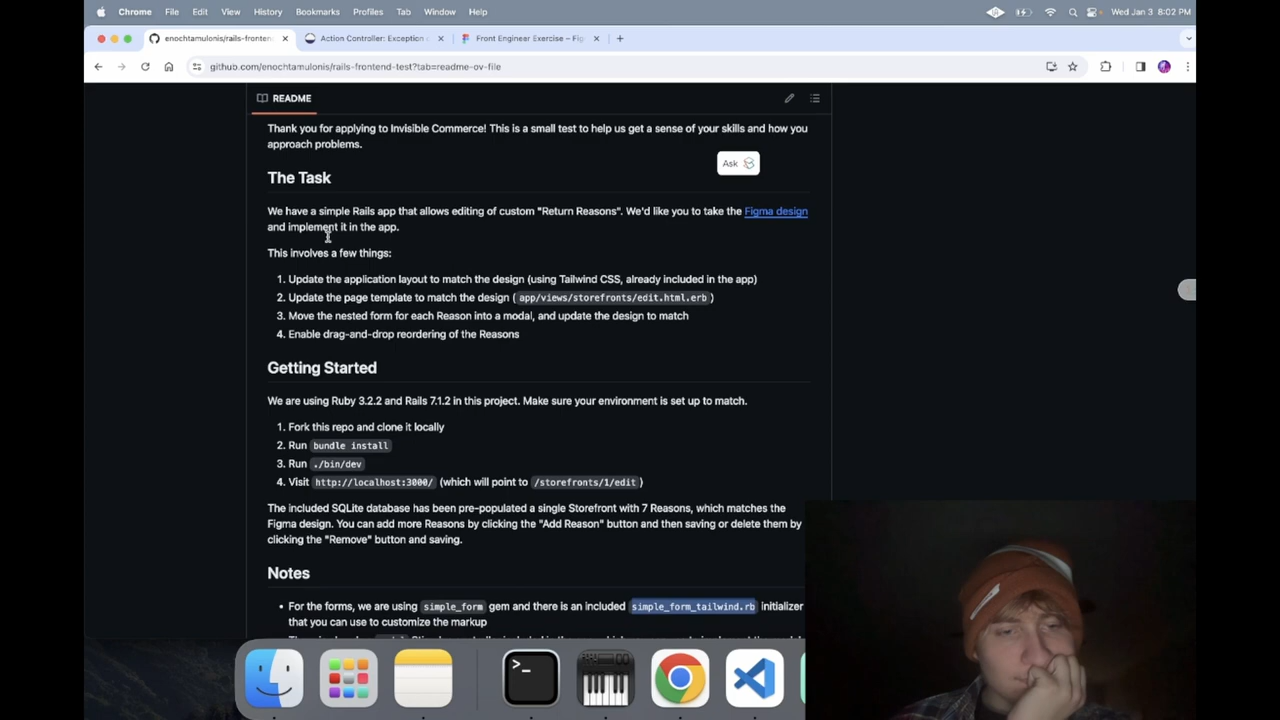 Chrome File Edit View History Bookmarks Profiles Tab Window Help Wed Jan 3 8:02 PM
enochtamulonis/rails-fronten Action Controller: Exception Front Engineer Exercise – Fig
github.com/enochtamulonis/rails-frontend-test?tab=readme-ov-file
README
Thank you for applying to Invisible Commerce! This is a small test to help us get a sense of your skills and how you
approach problems.
Ask
The Task
We have a simple Rails app that allows editing of custom "Return Reasons". We'd like you to take the Figma design
and implement it in the app.
This involves a few things:
1. Update the application layout to match the design (using Tailwind CSS, already included in the app)
2. Update the page template to match the design ( app/views/storefronts/edit.html.erb )
3. Move the nested form for each Reason into a modal, and update the design to match
4. Enable drag-and-drop reordering of the Reasons
Getting Started
We are using Ruby 3.2.2 and Rails 7.1.2 in this project. Make sure your environment is set up to match.
1. Fork this repo and clone it locally
2. Run bundle install
3. Run ./bin/dev
4. Visit http://localhost:3000/ (which will point to /storefronts/1/edit )
The included SQLite database has been pre-populated a single Storefront with 7 Reasons, which matches the
Figma design. You can add more Reasons by clicking the "Add Reason" button and then saving or delete them by
clicking the "Remove" button and saving.
Notes
• For the forms, we are using simple_form gem and there is an included simple_form_tailwind.rb initializer
that you can use to customize the markup